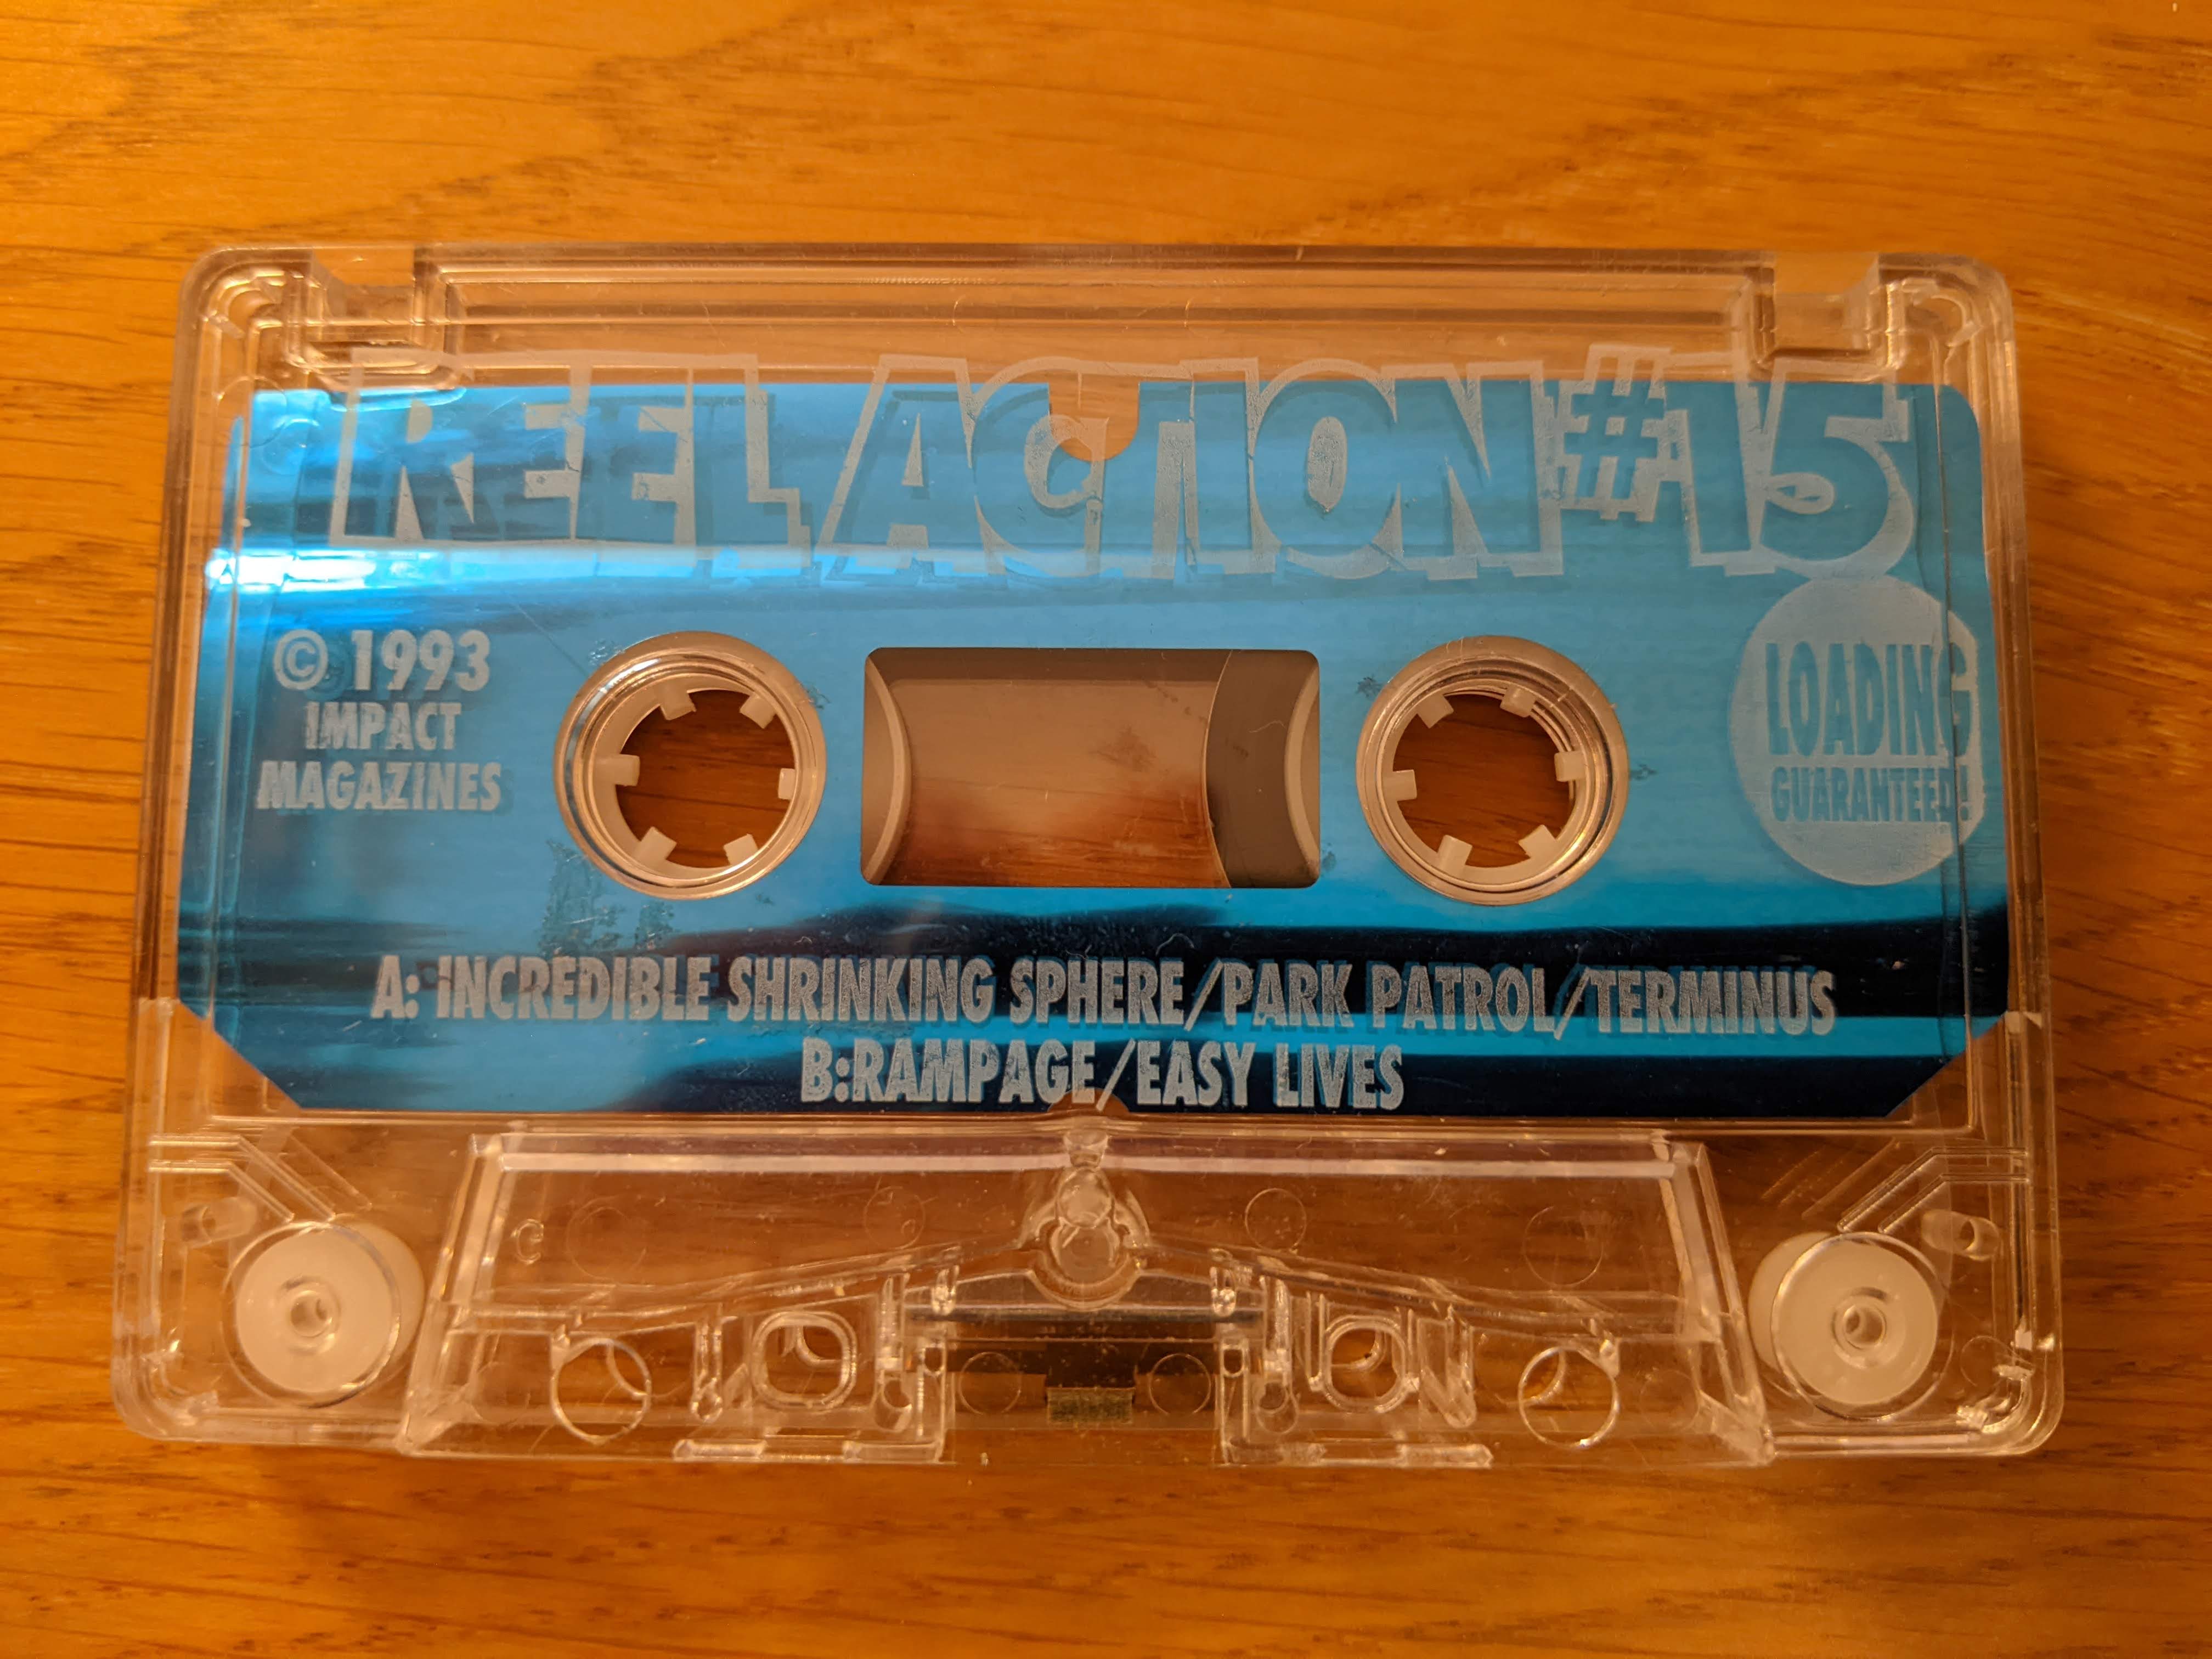 REEL ACTION #15
© 1993
IMPACT
MAGAZINES
LOADING
GUARANTEED!
A: INCREDIBLE SHRINKING SPHERE/PARK PATROL/TERMINUS
B:RAMPAGE/EASY LIVES